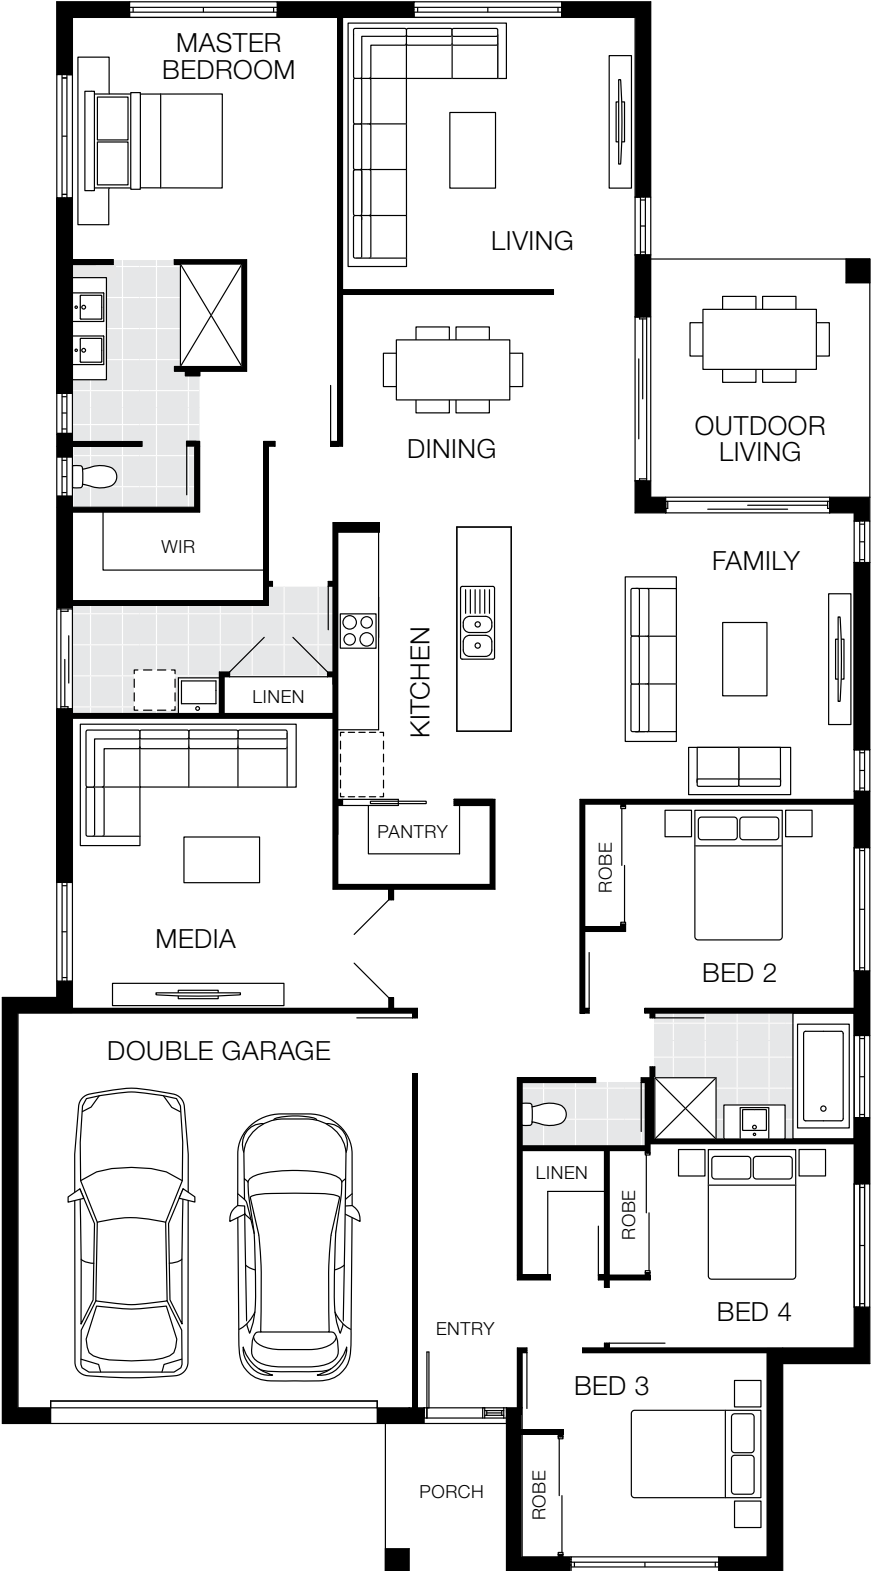 MASTER
BEDROOM
LIVING
DINING
OUTDOOR
LIVING
WIR
FAMILY
KITCHEN
LINEN
PANTRY
ROBE
MEDIA
BED 2
DOUBLE GARAGE
LINEN
ROBE
BED 4
ENTRY
BED 3
PORCH
ROBE